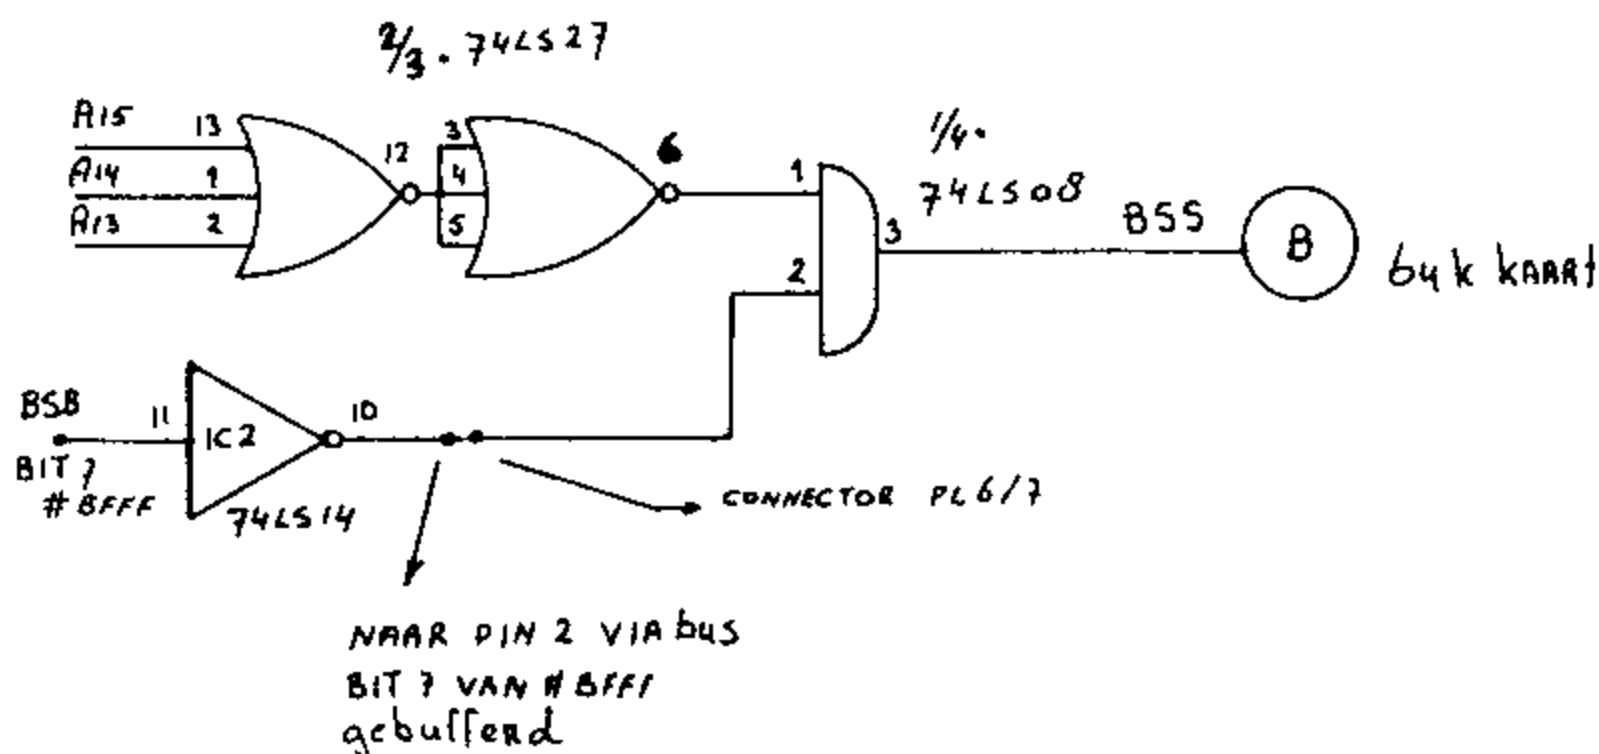 2/3 . 74LS27
A15
13
A14
1
A13
2
12
3
4
5
6
1
2
1/4.
74LS08
3
BSS
B
64k KAART
BSB
11
IC2
10
BIT 7
#BFFF
74LS14
CONNECTOR PL6/7
NAAR PIN 2 VIA bus
BIT 7 VAN #BFFF
gebufferd